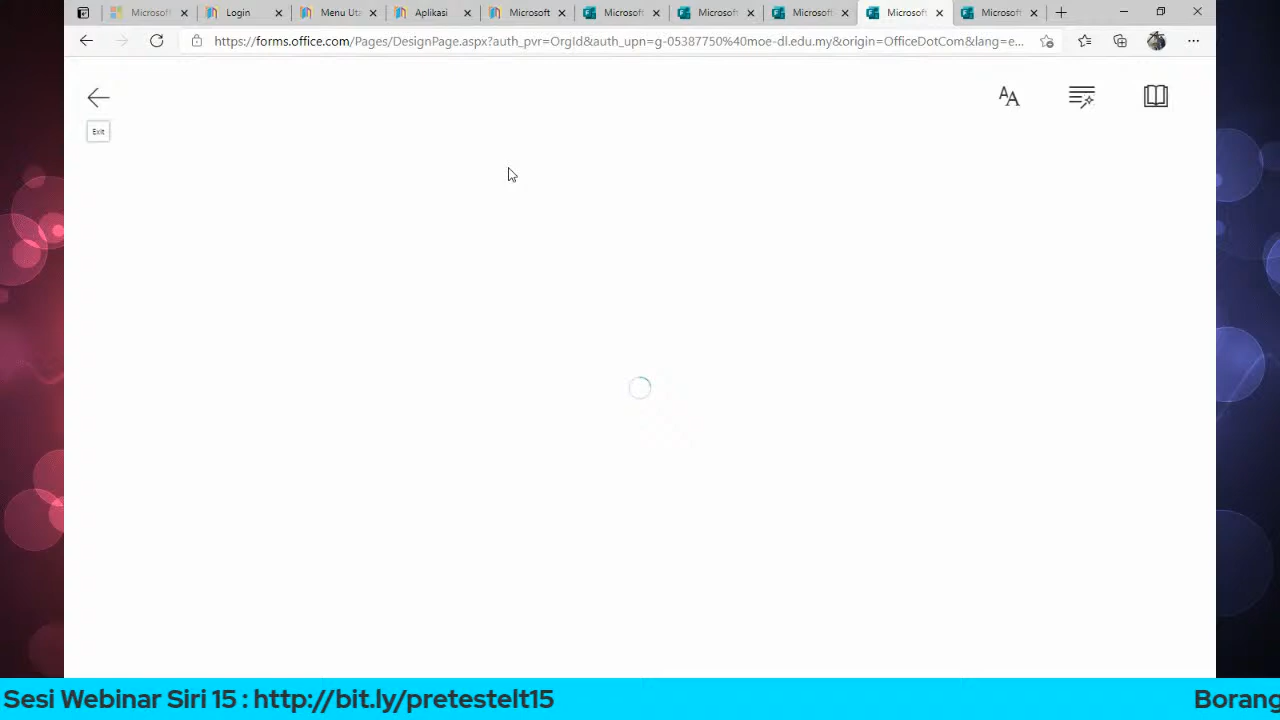 Microsoft Login Menu Uta Aplikasi Microsoft Microsoft Microsoft Microsoft Microsoft Microsoft
https://forms.office.com/Pages/DesignPage.aspx?auth_pvr=OrgId&auth_upn=g-05387750%40moe-dl.edu.my&origin=OfficeDotCom&lang=e...
Exit
Sesi Webinar Siri 15 : http://bit.ly/pretestelt15 Borang